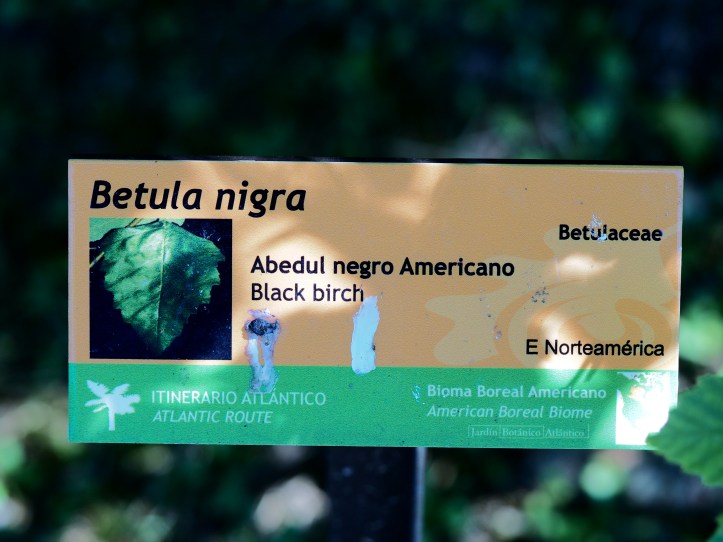 Betula nigra
Betulaceae
Abedul negro Americano
Black birch
E Norteamérica
ITINERARIO ATLÁNTICO
ATLANTIC ROUTE
Bioma Boreal Americano
American Boreal Biome
Jardín Botánico Atlántico